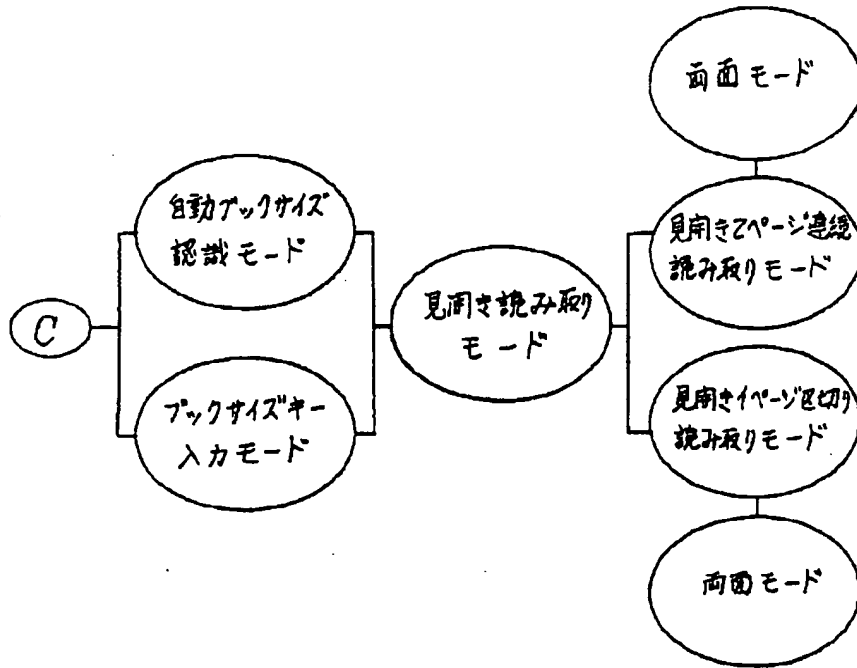 両面モード
自動ブックサイズ
認識モード
見開き2ページ連続
読み取りモード
C
見開き読み取り
モード
ブックサイズキー
入力モード
見開き1ページ区切り
読み取りモード
両面モード